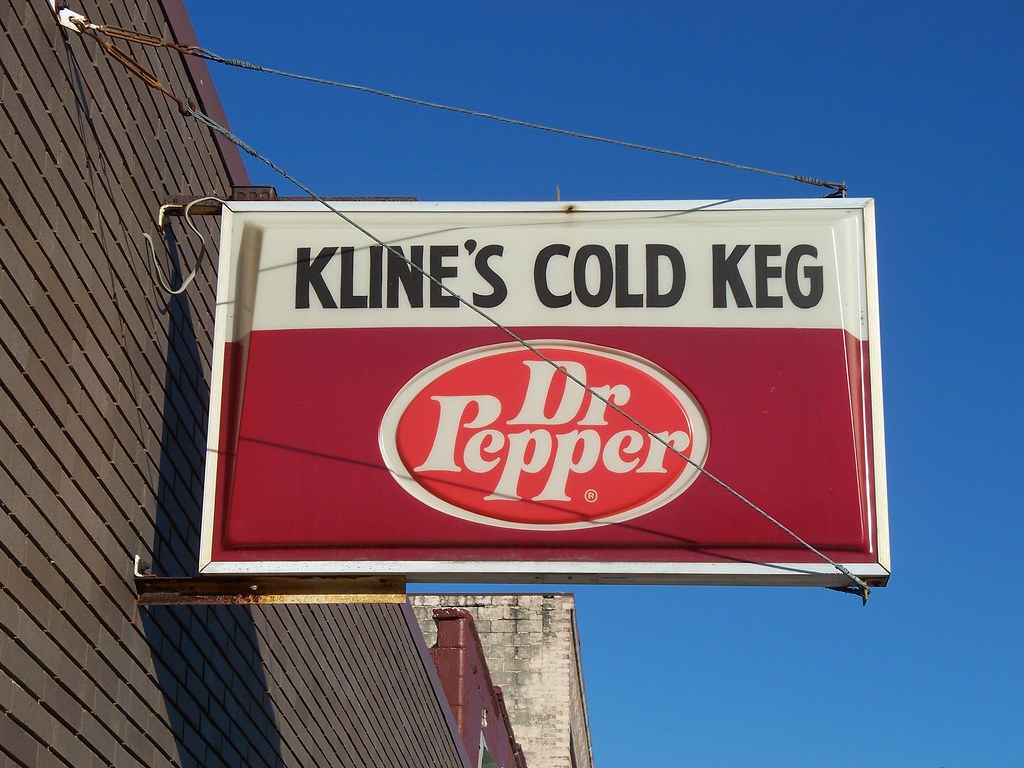 KLINE'S COLD KEG
Dr
Pepper
®